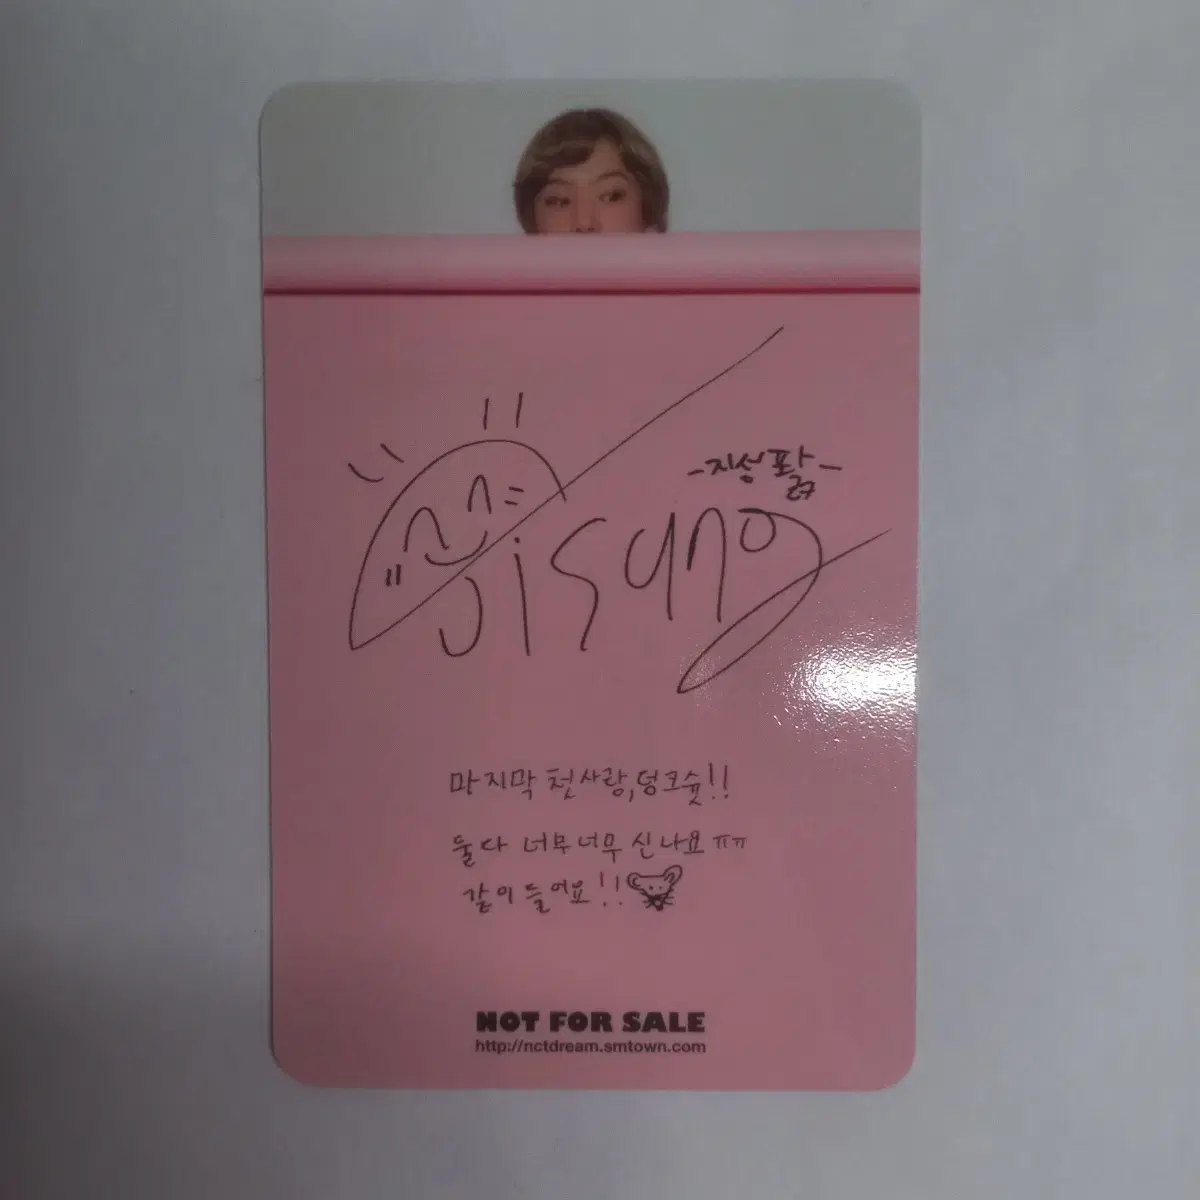 -지성팔-
Jisung
마지막 첫사랑,덩크슛!!
둘다 너무너무 신나요 ㅠㅠ
같이 들어요!!
NOT FOR SALE
http://nctdream.smtown.com